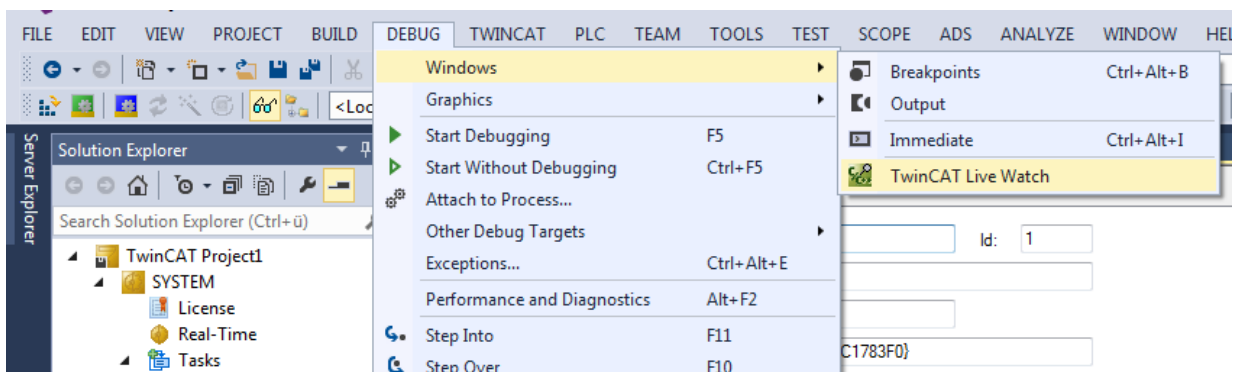 FILE EDIT VIEW PROJECT BUILD DEBUG TWINCAT PLC TEAM TOOLS TEST SCOPE ADS ANALYZE WINDOW
<Loc
Server Explorer
Solution Explorer
Search Solution Explorer (Ctrl+ü)
TwinCAT Project1
SYSTEM
License
Real-Time
Tasks
Windows
Graphics
Start Debugging F5
Start Without Debugging Ctrl+F5
Attach to Process...
Other Debug Targets
Exceptions... Ctrl+Alt+E
Performance and Diagnostics Alt+F2
Step Into F11
Step Over F10
Breakpoints Ctrl+Alt+B
Output
Immediate Ctrl+Alt+I
TwinCAT Live Watch
Id: 1
C1783F0}